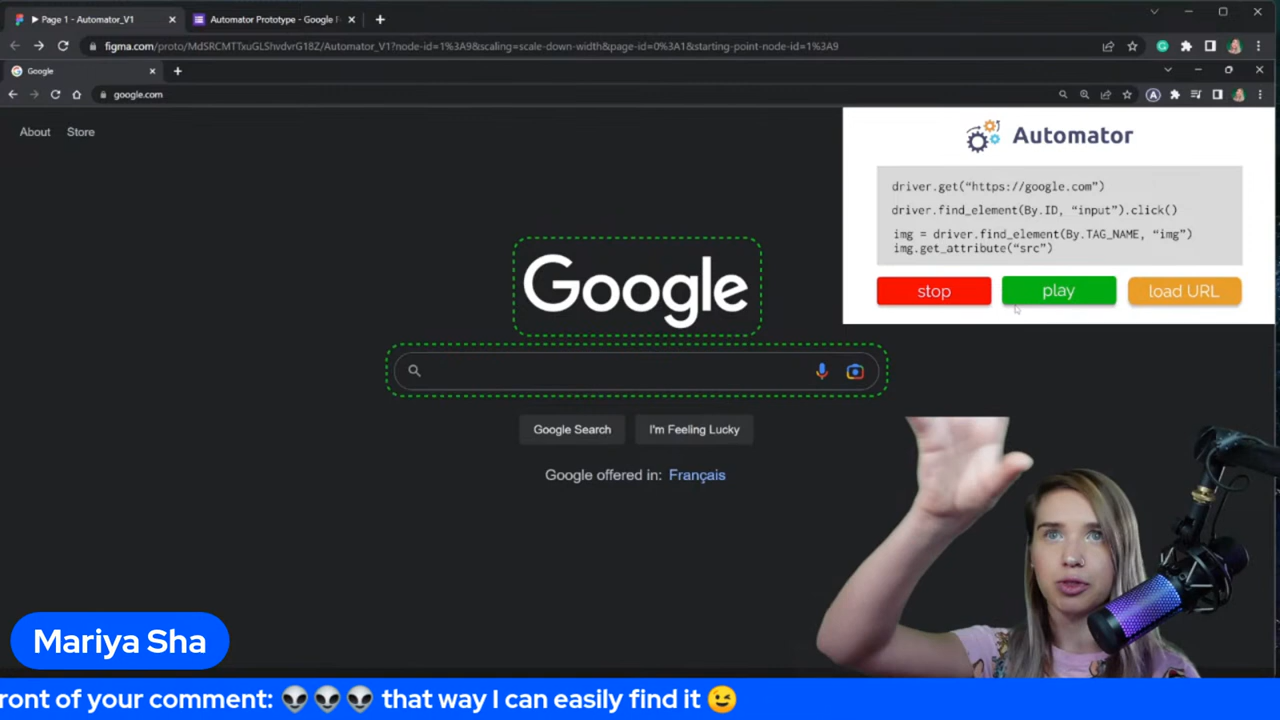 Page 1 - Automator_V1
Automator Prototype - Google
figma.com/proto/MdSRCMTTxuGLShvdvrG18Z/Automator_V1?node-id=1%3A9&scaling=scale-down-width&page-id=0%3A1&starting-point-node-id=1%3A9
Google
google.com
About Store
Automator
driver.get(“https://google.com”)
driver.find_element(By.ID, “input”).click()
img = driver.find_element(By.TAG_NAME, “img”)
img.get_attribute(“src”)
stop play load URL
Google
Google Search I'm Feeling Lucky
Google offered in: Français
Mariya Sha
ront of your comment: 👽 👽 👽 that way I can easily find it 😉